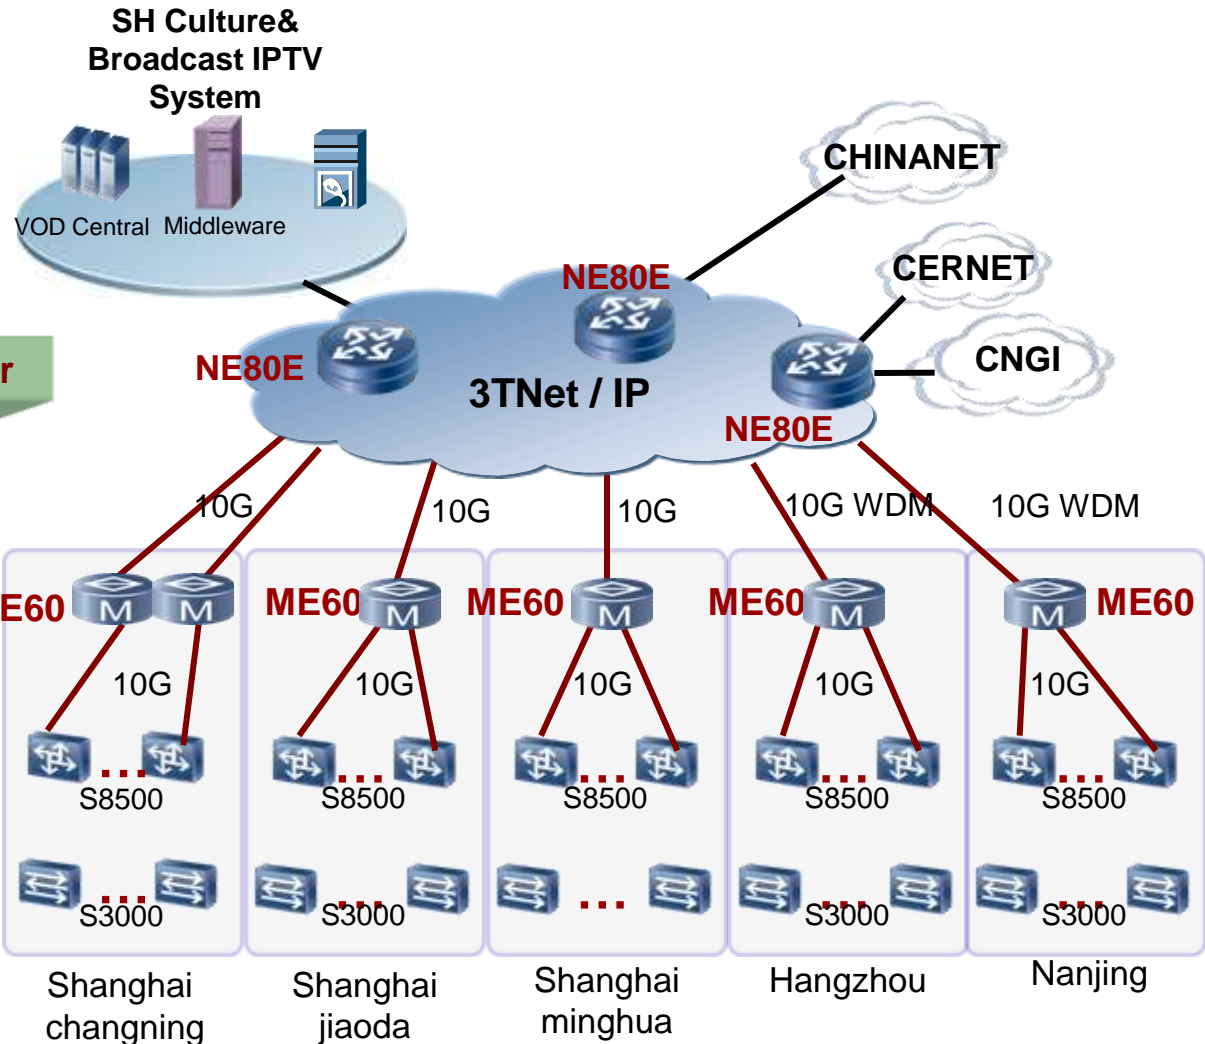 SH Culture&
Broadcast IPTV
System
VOD Central
Middleware
CHINANET
CERNET
CNGI
NE80E
NE80E
NE80E
3TNet / IP
r
10G
10G
10G
10G WDM
10G WDM
E60
M
M
ME60
M
ME60
M
ME60
M
ME60
M
10G
10G
10G
10G
10G
S8500
S8500
S8500
S8500
S8500
S3000
S3000
S3000
S3000
Shanghai
changning
Shanghai
jiaoda
Shanghai
minghua
Hangzhou
Nanjing